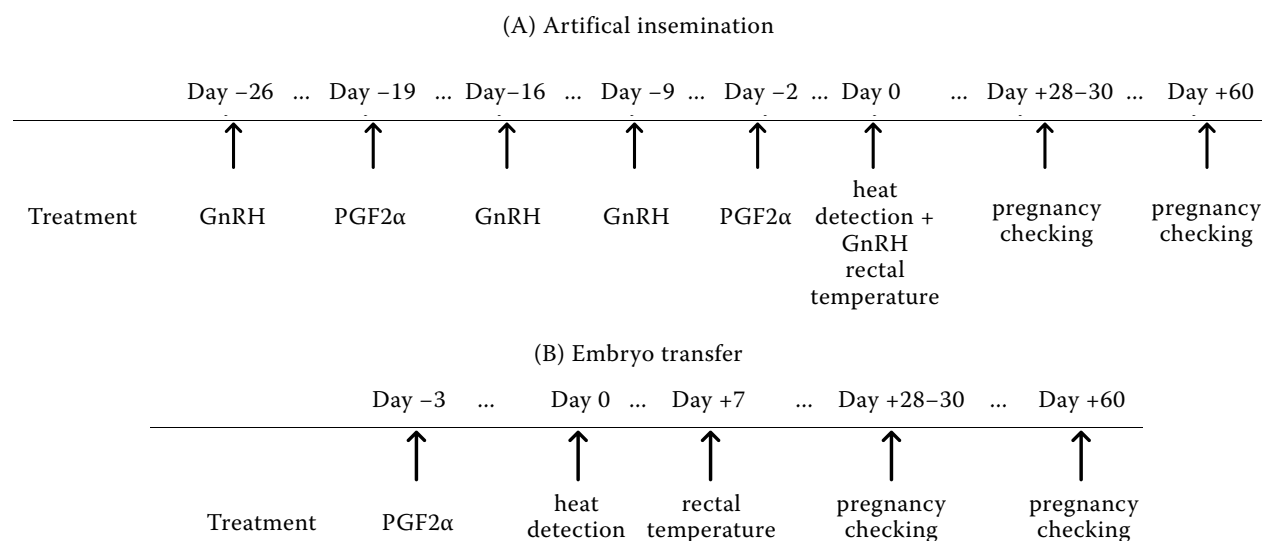 (A) Artifical insemination
Day –26 ... Day –19 ... Day–16 ... Day –9 ... Day –2 ... Day 0 ... Day +28–30 ... Day +60
Treatment GnRH PGF2α GnRH GnRH PGF2α heat detection + GnRH rectal temperature pregnancy checking pregnancy checking
(B) Embryo transfer
Day –3 ... Day 0 ... Day +7 ... Day +28–30 ... Day +60
Treatment PGF2α heat detection rectal temperature pregnancy checking pregnancy checking